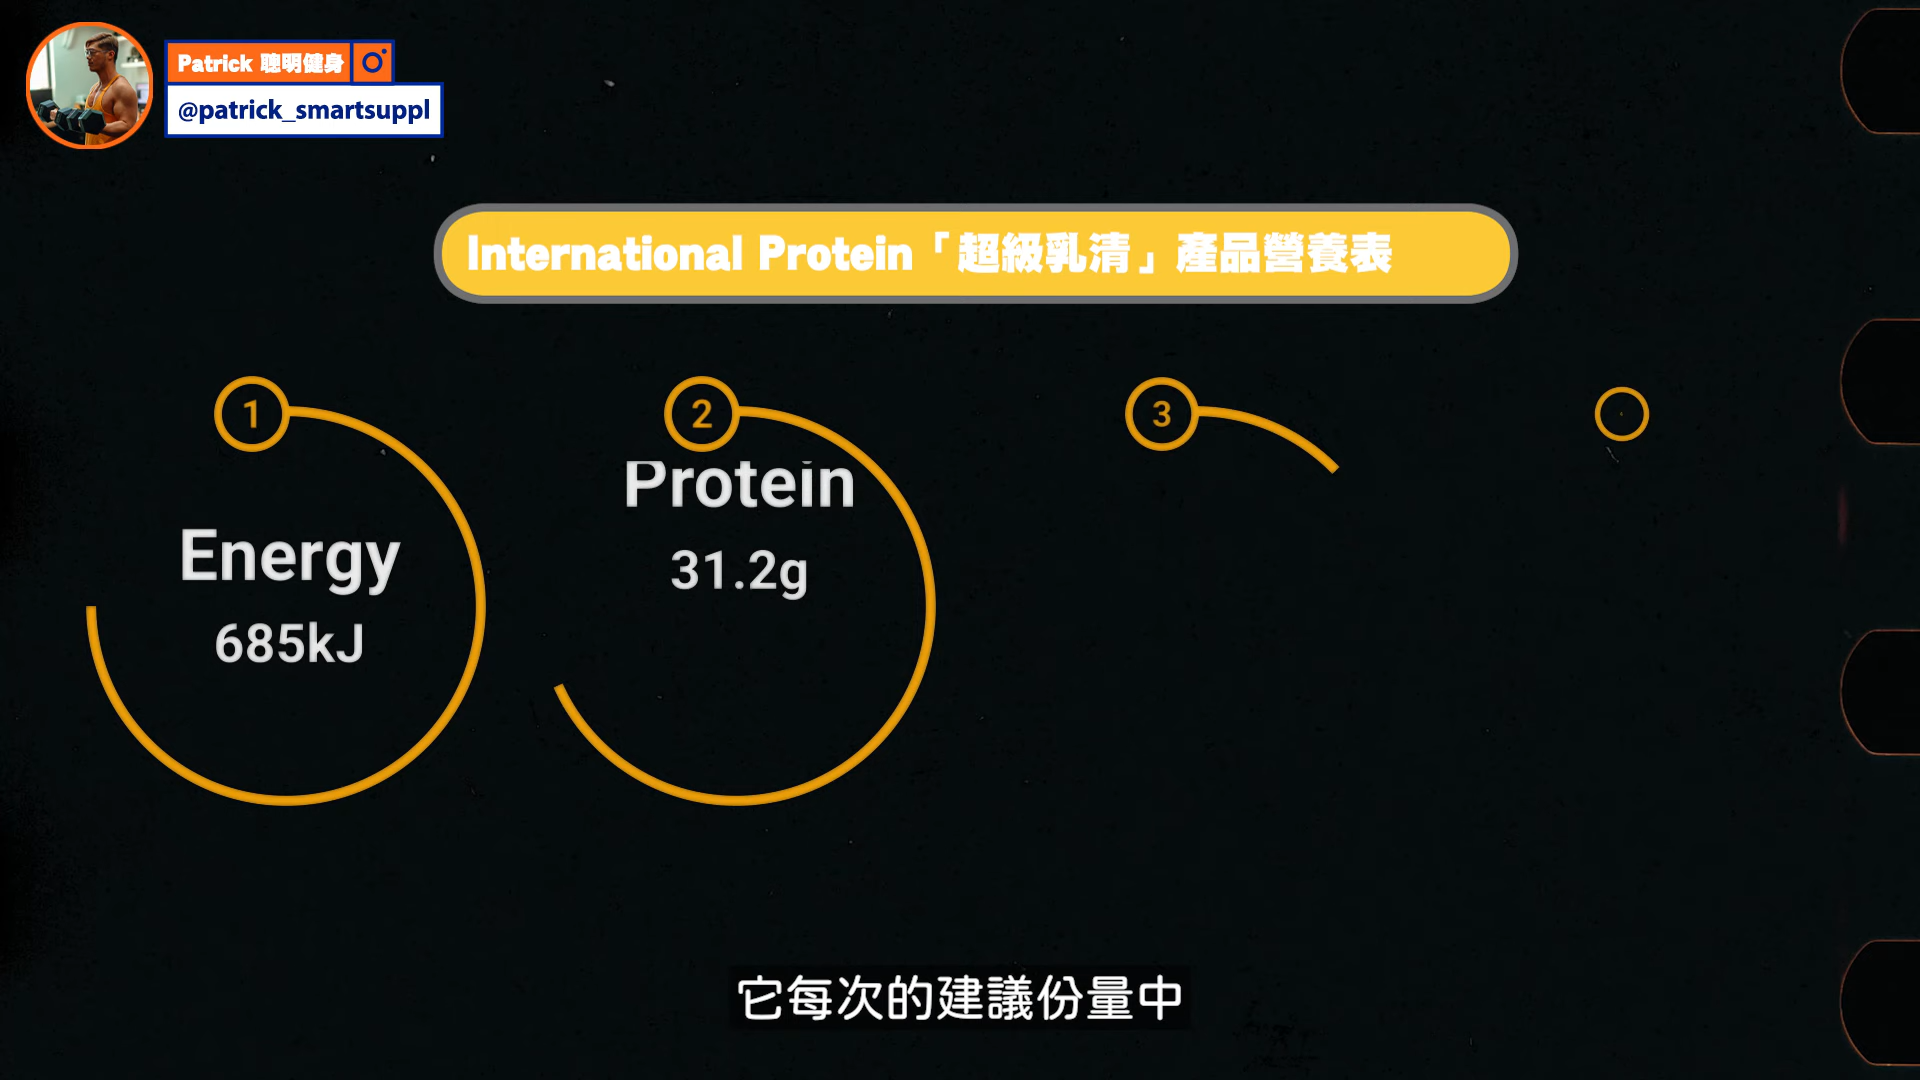 Patrick 聰明健身
@patrick_smartsuppl
International Protein「超級乳清」產品營養表
1
Energy
685kJ
2
Protein
31.2g
3
它每次的建議份量中